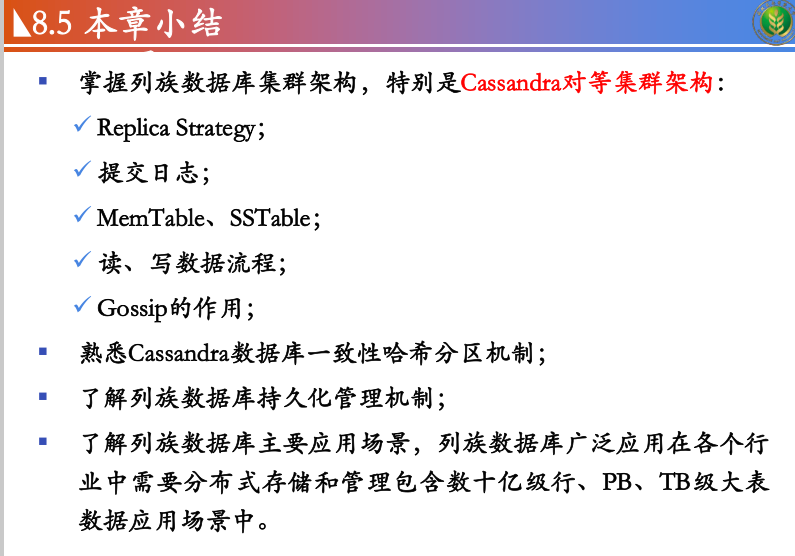 8.5 本章小结
▪ 掌握列族数据库集群架构，特别是Cassandra对等集群架构：
✓ Replica Strategy；
✓ 提交日志；
✓ MemTable、SSTable；
✓ 读、写数据流程；
✓ Gossip的作用；
▪ 熟悉Cassandra数据库一致性哈希分区机制；
▪ 了解列族数据库持久化管理机制；
▪ 了解列族数据库主要应用场景，列族数据库广泛应用在各个行
业中需要分布式存储和管理包含数十亿级行、PB、TB级大表
数据应用场景中。